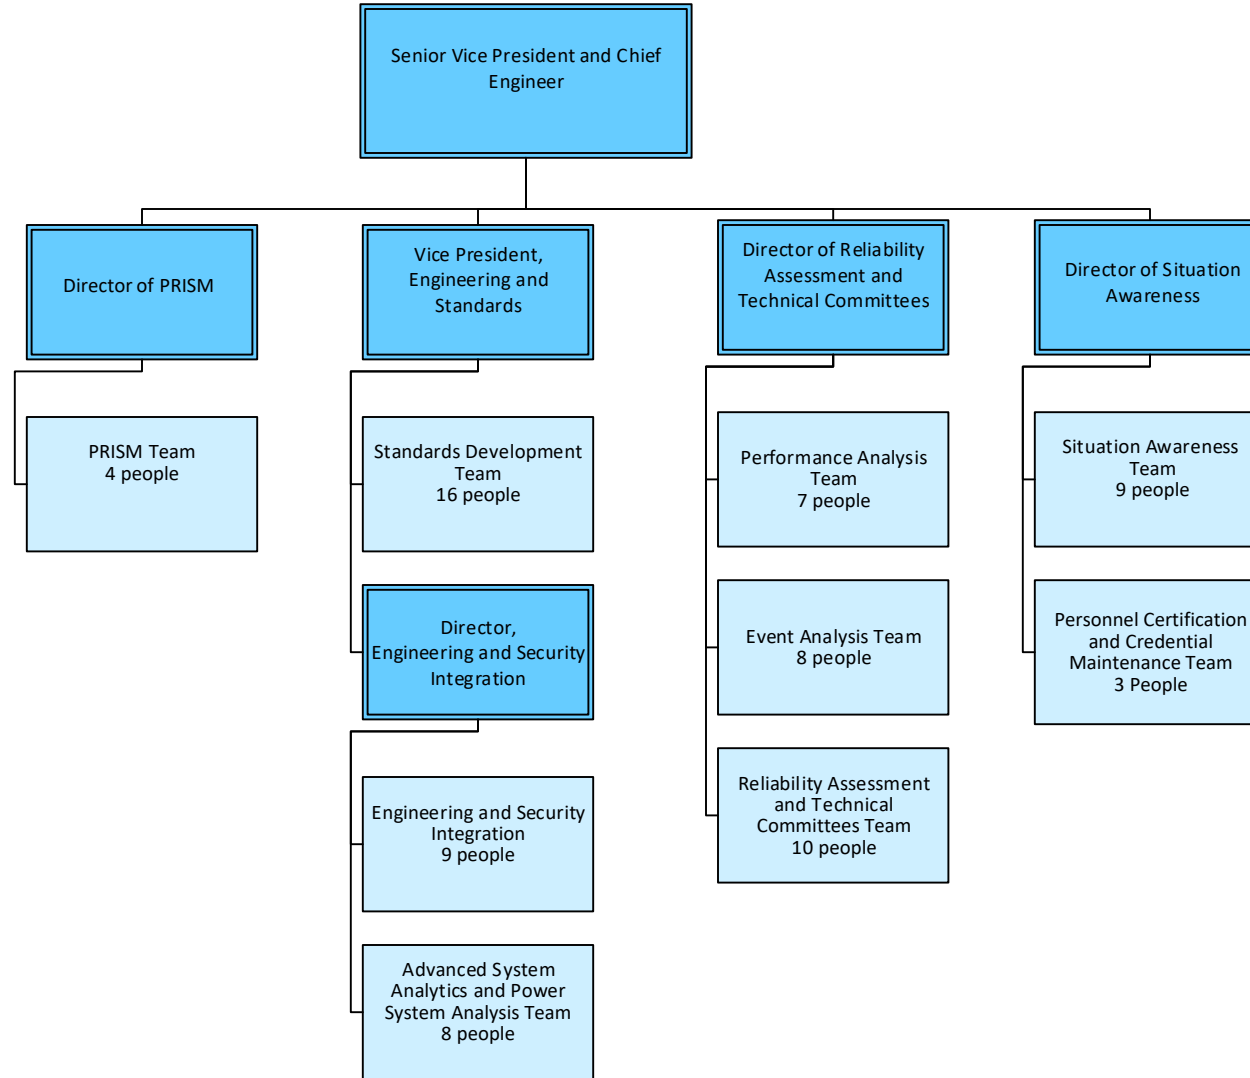 Senior Vice President and Chief
Engineer
Director of PRISM
Vice President,
Engineering and
Standards
Director of Reliability
Assessment and
Technical Committees
Director of Situation
Awareness
PRISM Team
4 people
Standards Development
Team
16 people
Performance Analysis
Team
7 people
Situation Awareness
Team
9 people
Director,
Engineering and Security
Integration
Event Analysis Team
8 people
Personnel Certification
and Credential
Maintenance Team
3 People
Engineering and Security
Integration
9 people
Reliability Assessment
and Technical
Committees Team
10 people
Advanced System
Analytics and Power
System Analysis Team
8 people